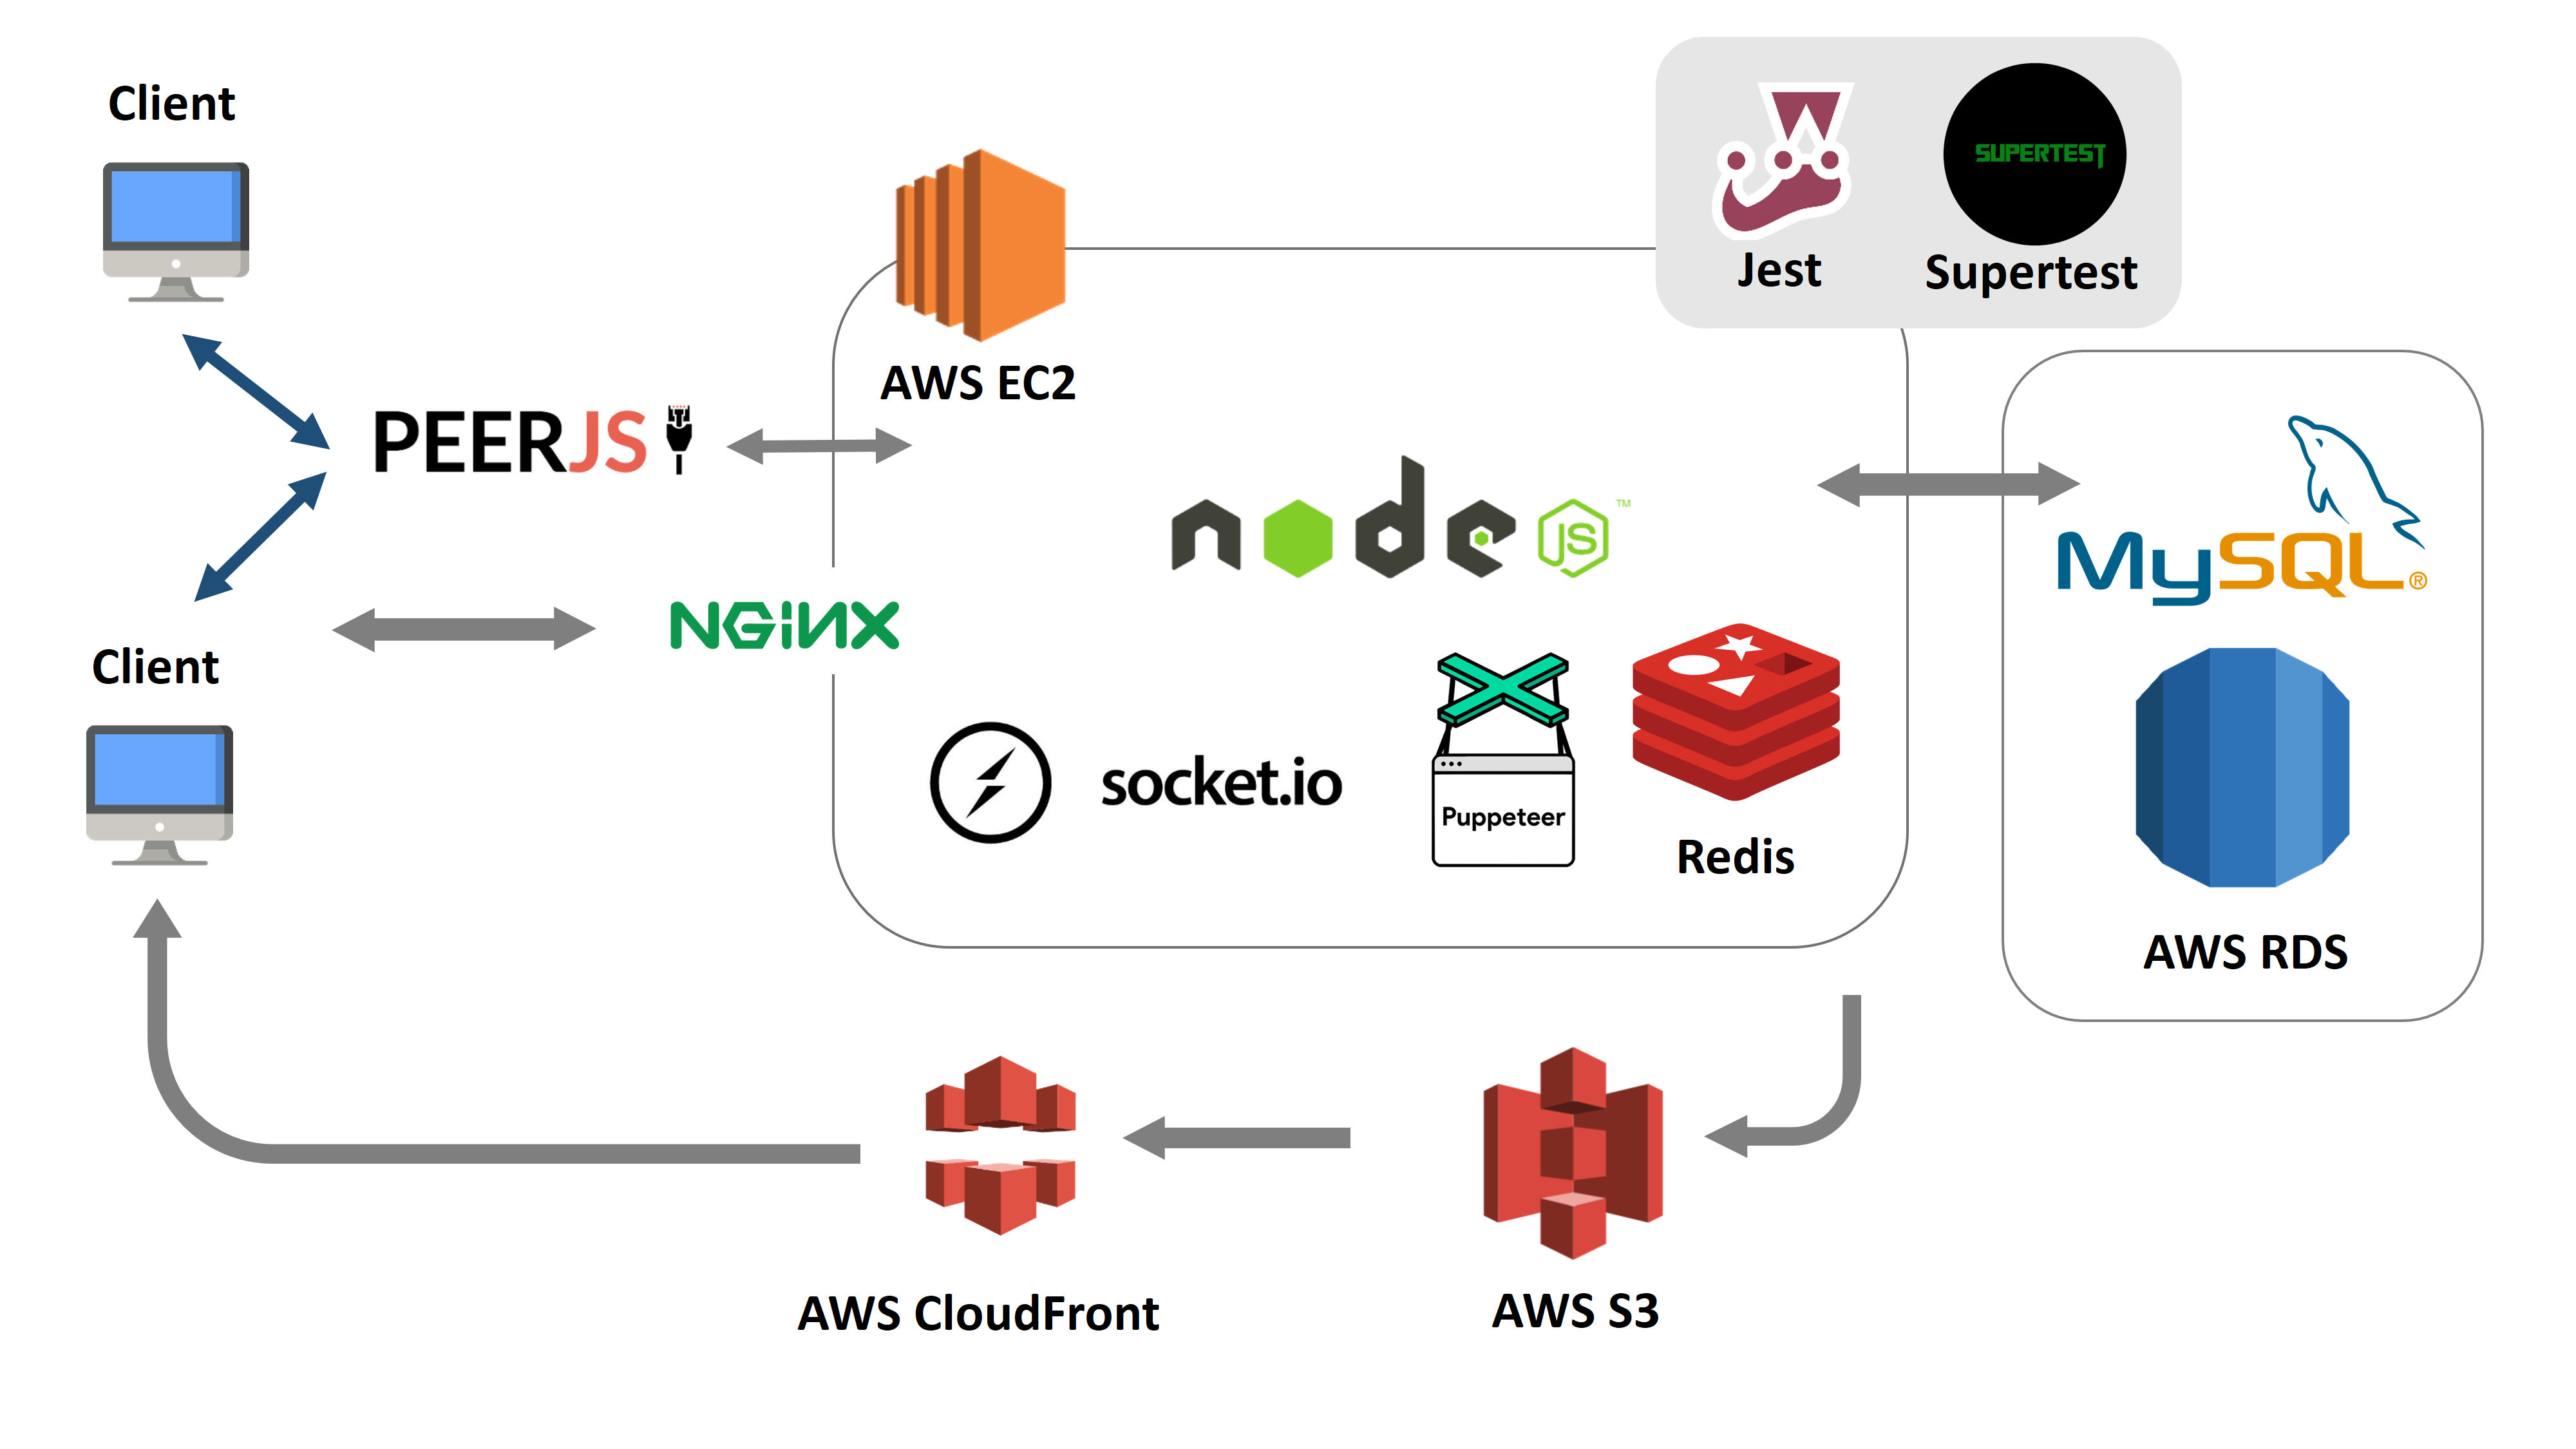 Client
Jest
SUPERTEST
Supertest
AWS EC2
PEERJS
node
JS
TM
MySQL®
NGINX
Client
socket.io
Puppeteer
Redis
AWS RDS
AWS CloudFront
AWS S3